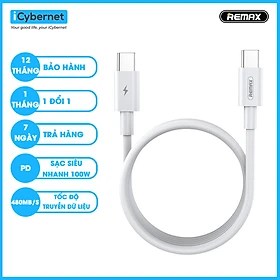 iCybernet
Your good life, your iCybernet
REMAX
12
THÁNG
BẢO HÀNH
1
THÁNG
1 ĐỔI 1
7
NGÀY
TRẢ HÀNG
PD
SẠC SIÊU
NHANH 100W
480MB/S
TỐC ĐỘ
TRUYỀN DỮ LIỆU